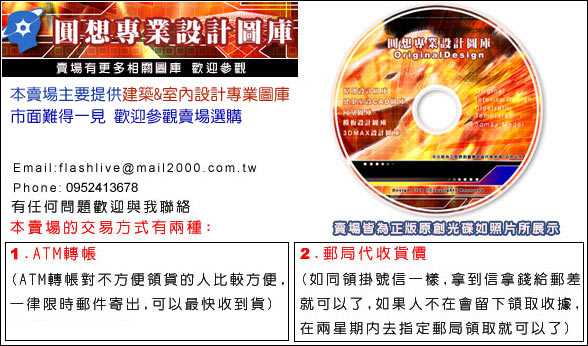 圓想專業設計圖庫
賣場有更多相關圖庫 歡迎參觀
本賣場主要提供建築&室內設計專業圖庫
市面難得一見 歡迎參觀賣場選購
Email:flashlive@mail2000.com.tw
Phone: 0952413678
有任何問題歡迎與我聯絡
本賣場的交易方式有兩種:
圓想專業設計圖庫
OriginalDesign
3DMAX設計圖庫
賣場皆為正版原創光碟如照片所展示
1.ATM轉帳
(ATM轉帳對不方便領貨的人比較方便,
一律限時郵件寄出,可以最快收到貨)
2.郵局代收貨價
(如同領掛號信一樣,拿到信拿錢給郵差
就可以了,如果人不在會留下領取收據,
在兩星期內去指定郵局領取就可以了)